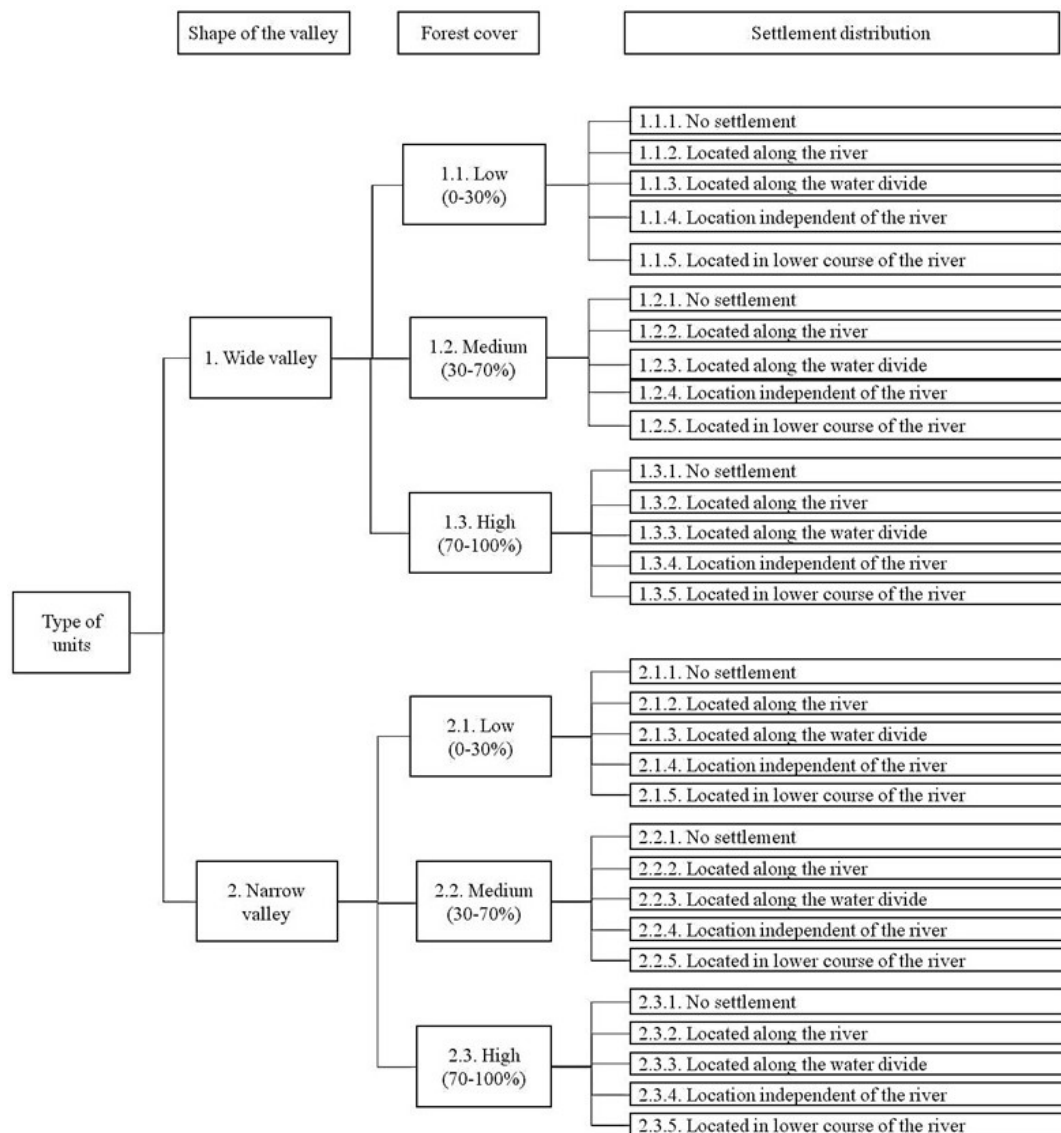 Shape of the valley
Forest cover
Settlement distribution
1.1.1. No settlement
1.1.2. Located along the river
1.1. Low
(0-30%)
1.1.3. Located along the water divide
1.1.4. Location independent of the river
1.1.5. Located in lower course of the river
1.2.1. No settlement
1.2.2. Located along the river
1. Wide valley
1.2. Medium
(30-70%)
1.2.3. Located along the water divide
1.2.4. Location independent of the river
1.2.5. Located in lower course of the river
1.3.1. No settlement
1.3.2. Located along the river
1.3. High
(70-100%)
1.3.3. Located along the water divide
1.3.4. Location independent of the river
1.3.5. Located in lower course of the river
Type of
units
2.1.1. No settlement
2.1.2. Located along the river
2.1. Low
(0-30%)
2.1.3. Located along the water divide
2.1.4. Location independent of the river
2.1.5. Located in lower course of the river
2.2.1. No settlement
2.2.2. Located along the river
2. Narrow
valley
2.2. Medium
(30-70%)
2.2.3. Located along the water divide
2.2.4. Location independent of the river
2.2.5. Located in lower course of the river
2.3.1. No settlement
2.3.2. Located along the river
2.3. High
(70-100%)
2.3.3. Located along the water divide
2.3.4. Location independent of the river
2.3.5. Located in lower course of the river